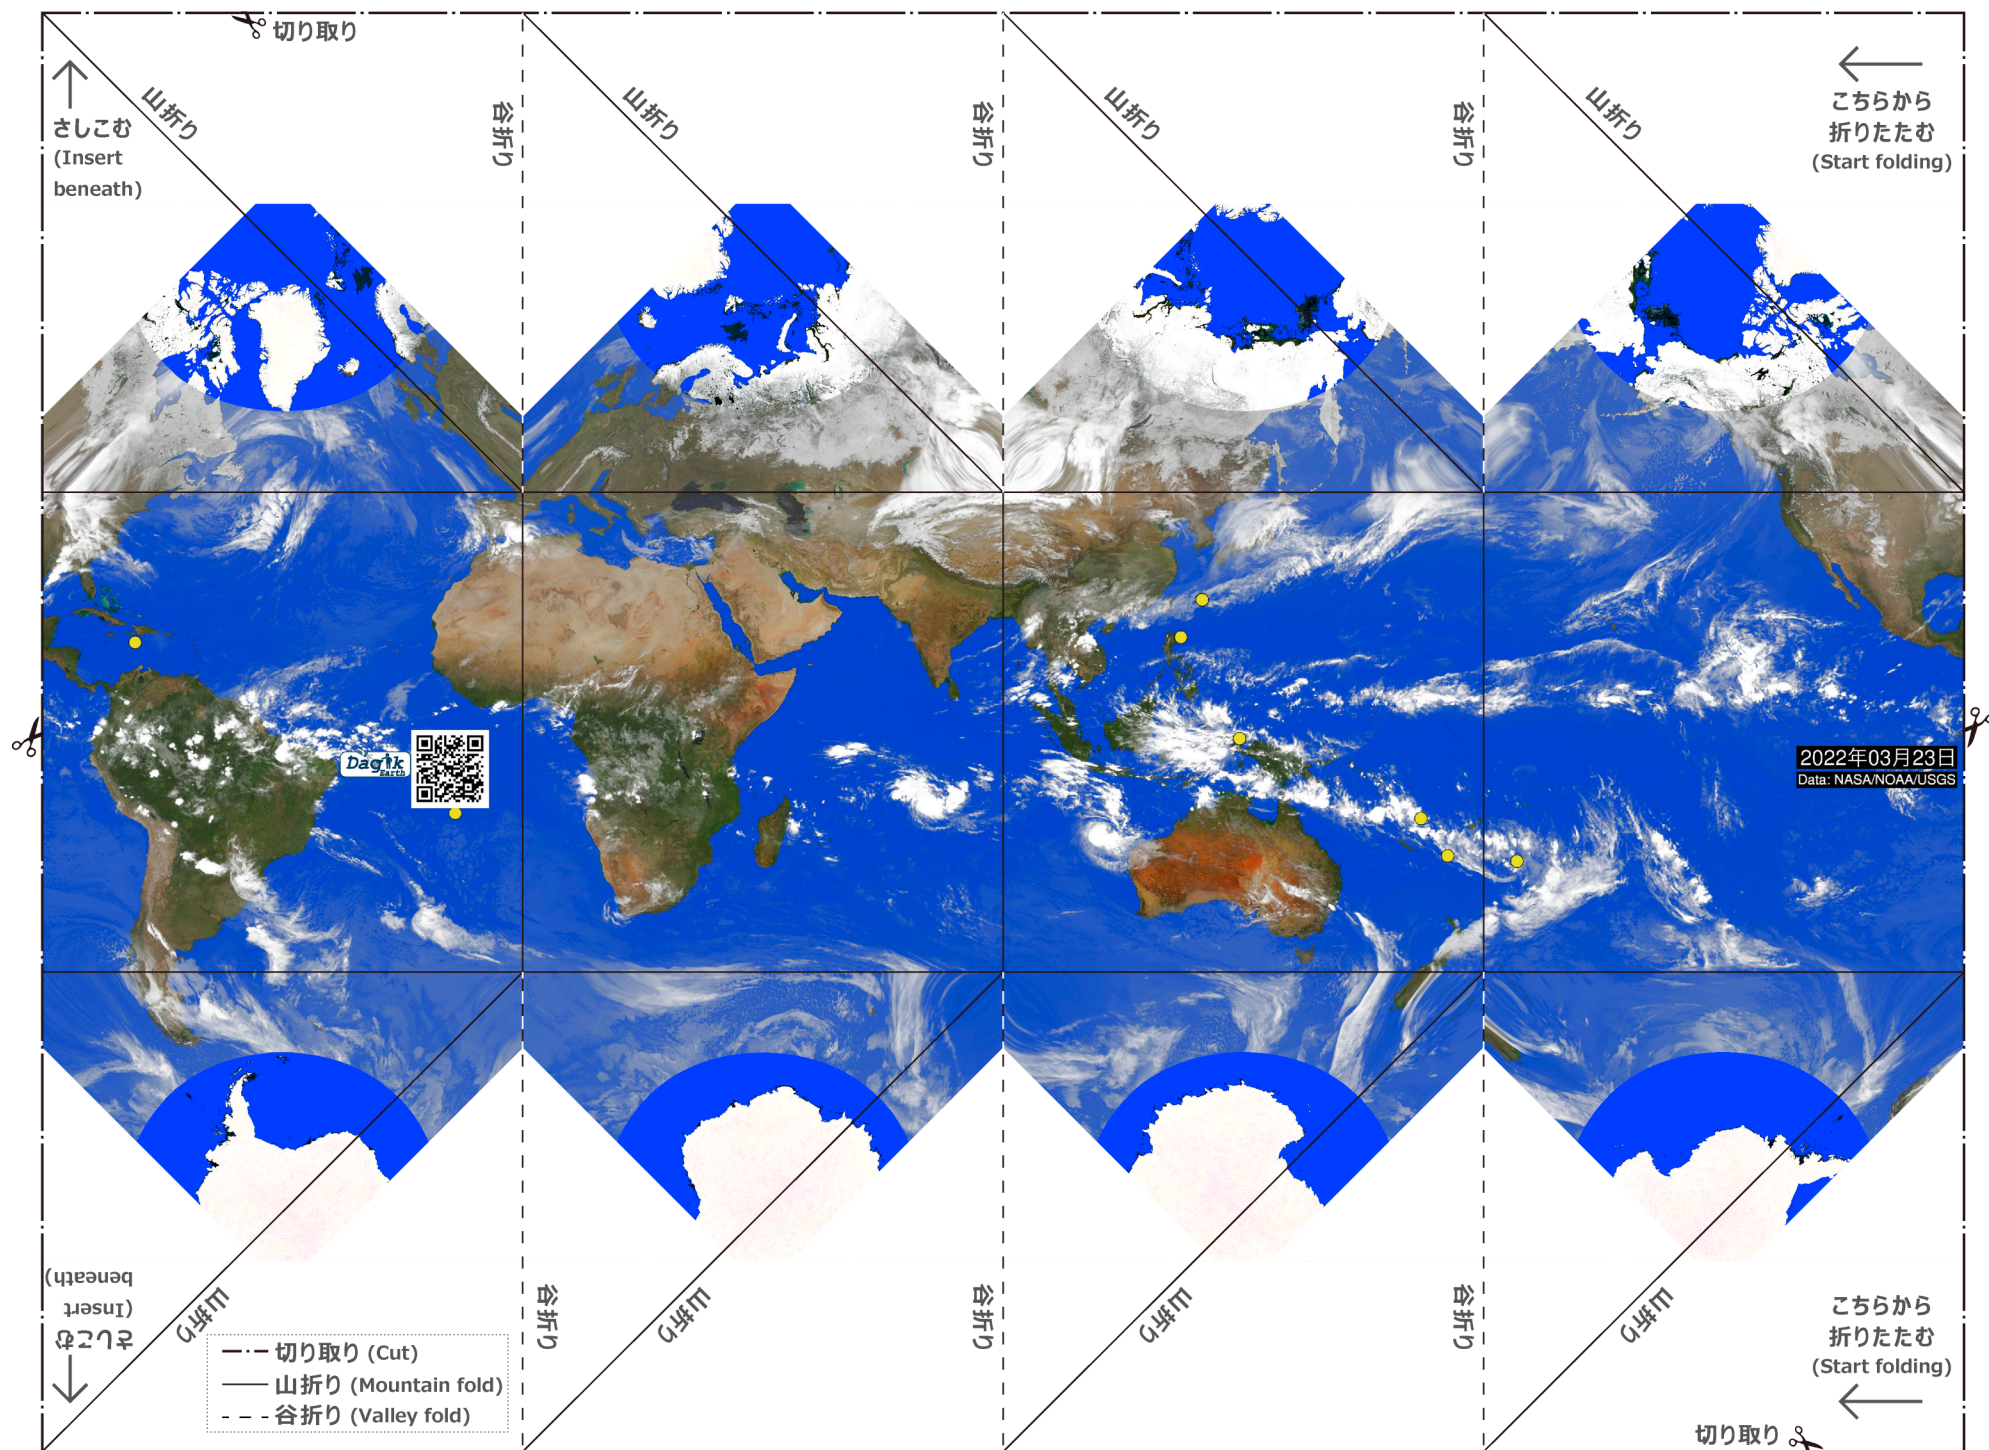 切り取り
さしこむ
(Insert
beneath)
山折り
谷折り
山折り
谷折り
山折り
谷折り
山折り
こちらから
折りたたむ
(Start folding)
Dagik
Earth
2022年03月23日
Data: NASA/NOAA/USGS
さしこむ
(Insert
beneath)
山折り
谷折り
山折り
谷折り
山折り
谷折り
山折り
こちらから
折りたたむ
(Start folding)
切り取り (Cut)
山折り (Mountain fold)
谷折り (Valley fold)
切り取り